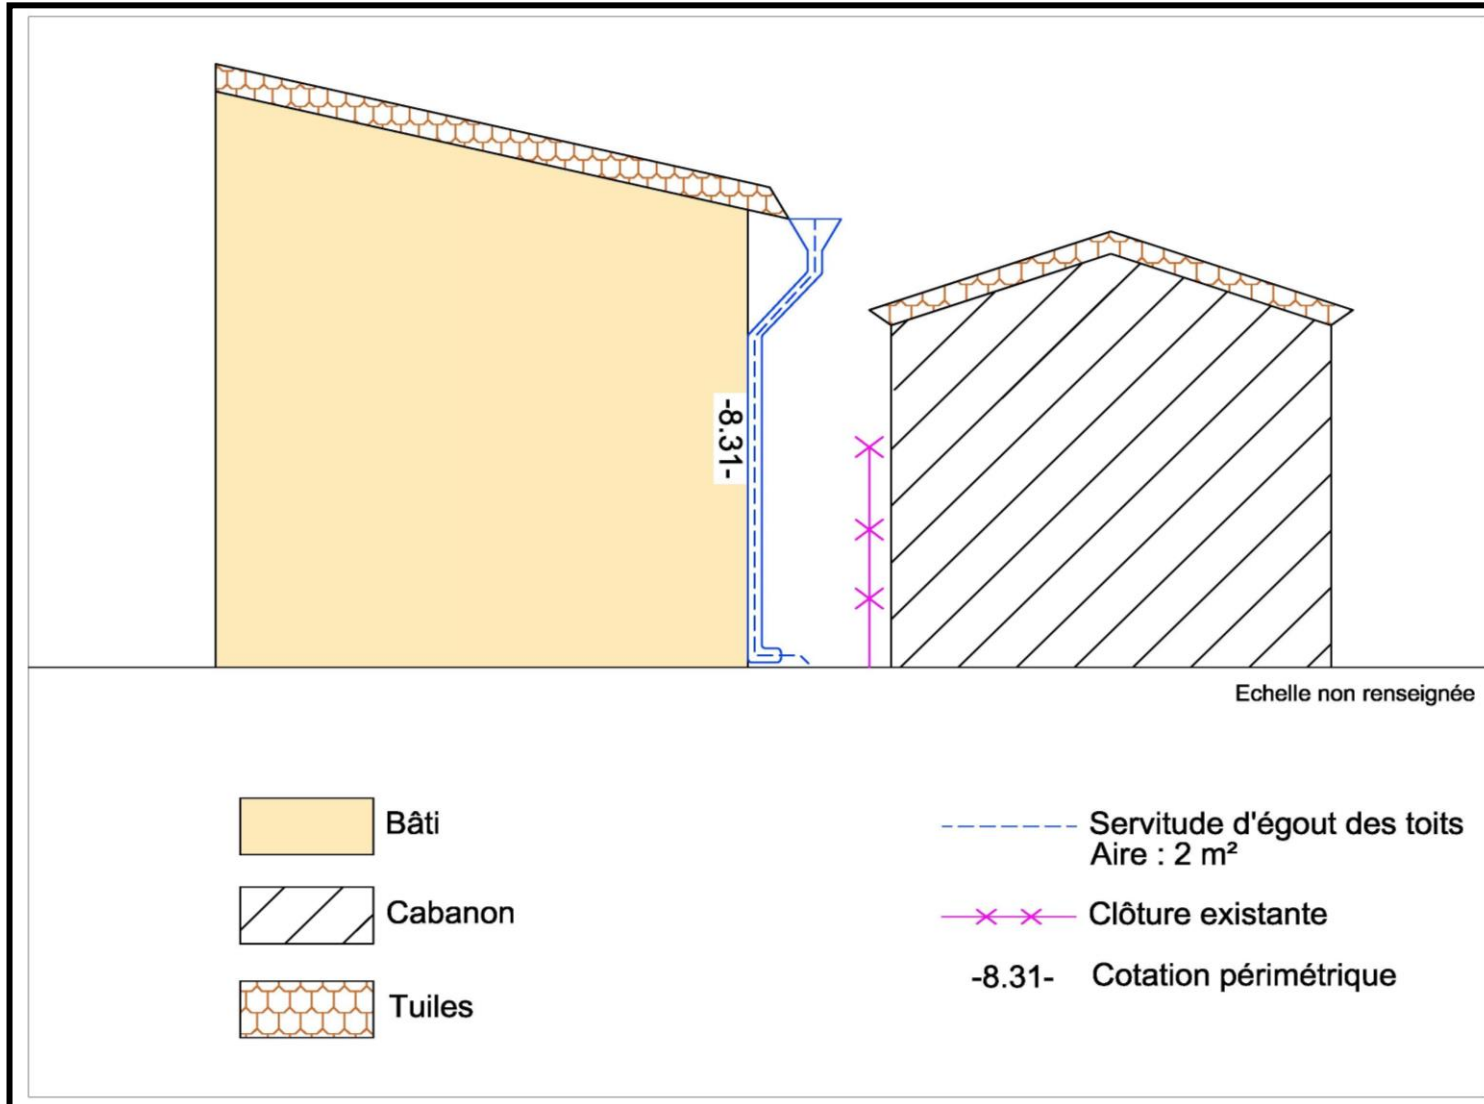 -8.31-
Echelle non renseignée
Bâti
Cabanon
Tuiles
Servitude d'égout des toits
Aire : 2 m²
Clôture existante
-8.31- Cotation périmétrique